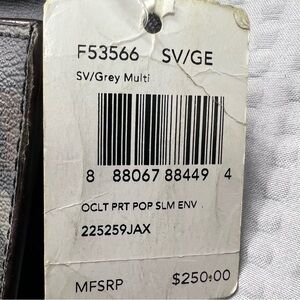 F53566 SV/GE
SV/Grey Multi
8 88067 88449 4
OCLT PRT POP SLM ENV
225259JAX
MFSRP $250.00